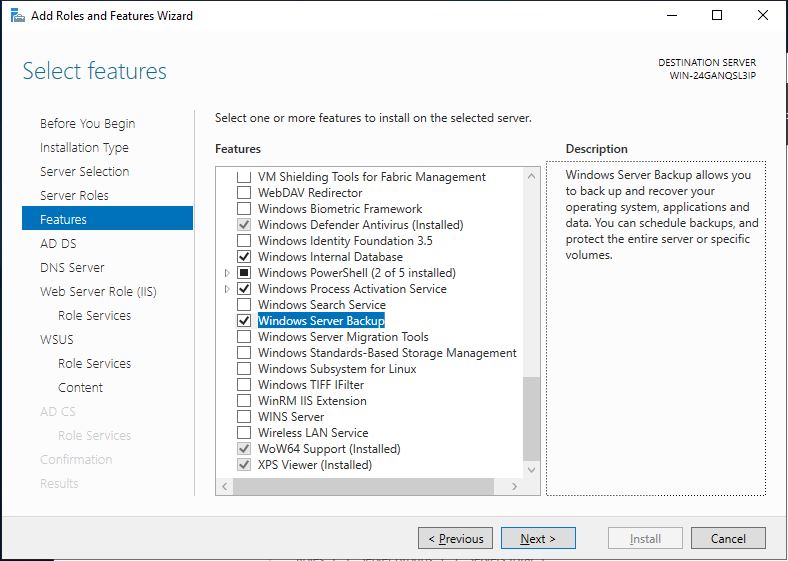 Add Roles and Features Wizard
Select features
DESTINATION SERVER
WIN-24GANQSL3IP
Before You Begin
Installation Type
Server Selection
Server Roles
Features
AD DS
DNS Server
Web Server Role (IIS)
Role Services
WSUS
Role Services
Content
AD CS
Role Services
Confirmation
Results
Select one or more features to install on the selected server.
Features
VM Shielding Tools for Fabric Management
WebDAV Redirector
Windows Biometric Framework
Windows Defender Antivirus (Installed)
Windows Identity Foundation 3.5
Windows Internal Database
Windows PowerShell (2 of 5 installed)
Windows Process Activation Service
Windows Search Service
Windows Server Backup
Windows Server Migration Tools
Windows Standards-Based Storage Management
Windows Subsystem for Linux
Windows TIFF IFilter
WinRM IIS Extension
WINS Server
Wireless LAN Service
WoW64 Support (Installed)
XPS Viewer (Installed)
Description
Windows Server Backup allows you
to back up and recover your
operating system, applications and
data. You can schedule backups, and
protect the entire server or specific
volumes.
< Previous
Next >
Install
Cancel